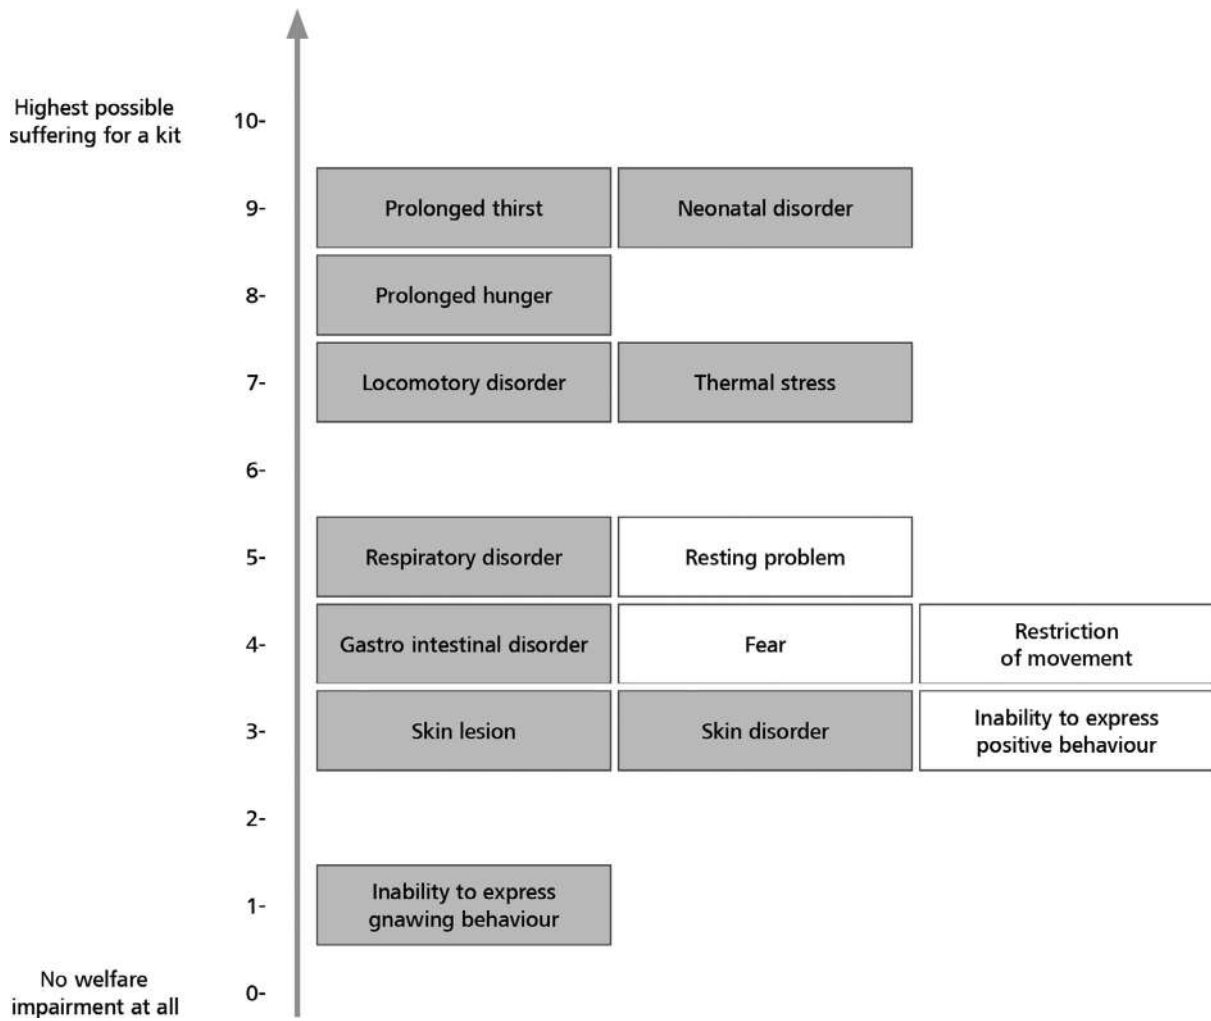 Highest possible
suffering for a kit
10-
9-
Prolonged thirst
Neonatal disorder
8-
Prolonged hunger
7-
Locomotory disorder
Thermal stress
6-
5-
Respiratory disorder
Resting problem
4-
Gastro intestinal disorder
Fear
Restriction
of movement
3-
Skin lesion
Skin disorder
Inability to express
positive behaviour
2-
1-
Inability to express
gnawing behaviour
No welfare
impairment at all
0-